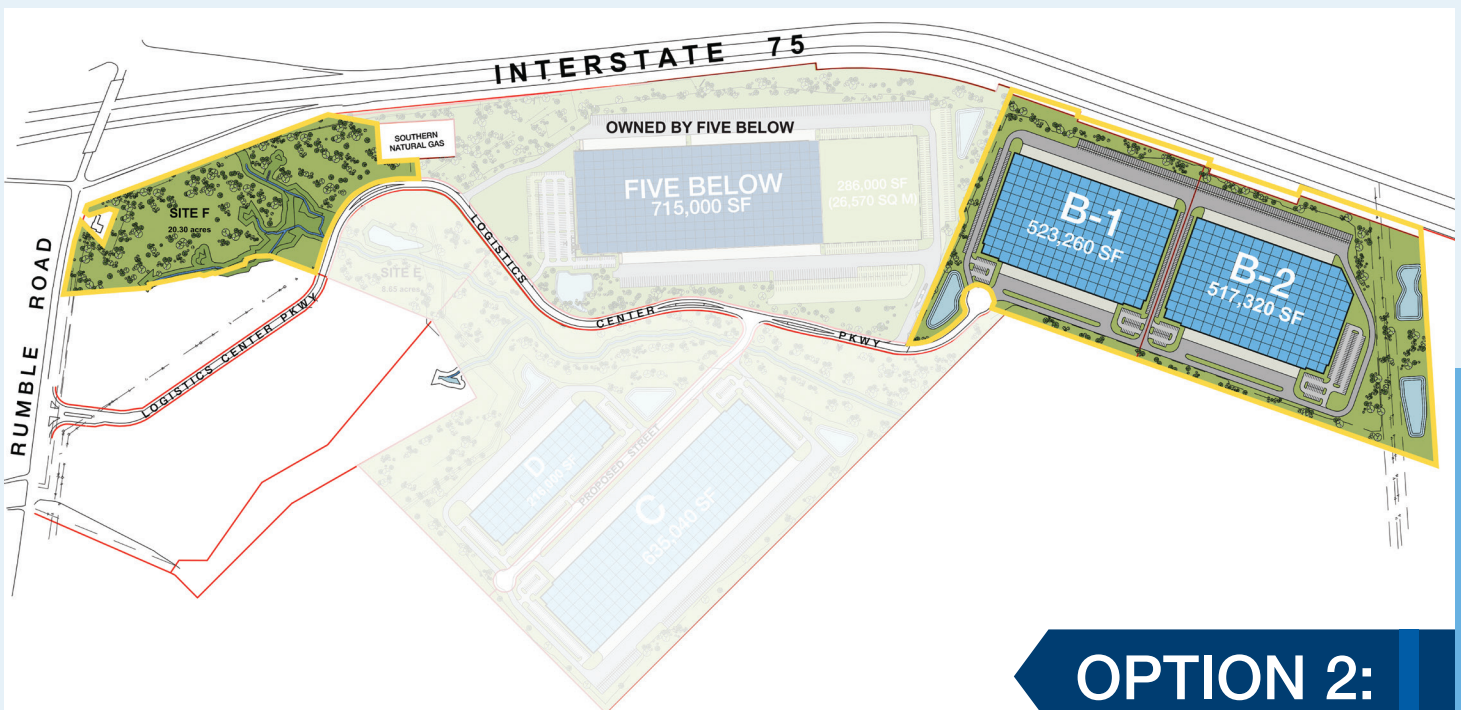 INTERSTATE 75
SOUTHERN
NATURAL GAS
OWNED BY FIVE BELOW
FIVE BELOW
715,000 SF
286,000 SF
(26,570 SQ M)
B-1
523,260 SF
B-2
517,320 SF
SITE F
20.30 acres
SITE E
LOGISTICS CENTER PKWY
RUMBLE ROAD
LOGISTICS CENTER PKWY
D
PROPOSED STREET
C
635,040 SF
OPTION 2: